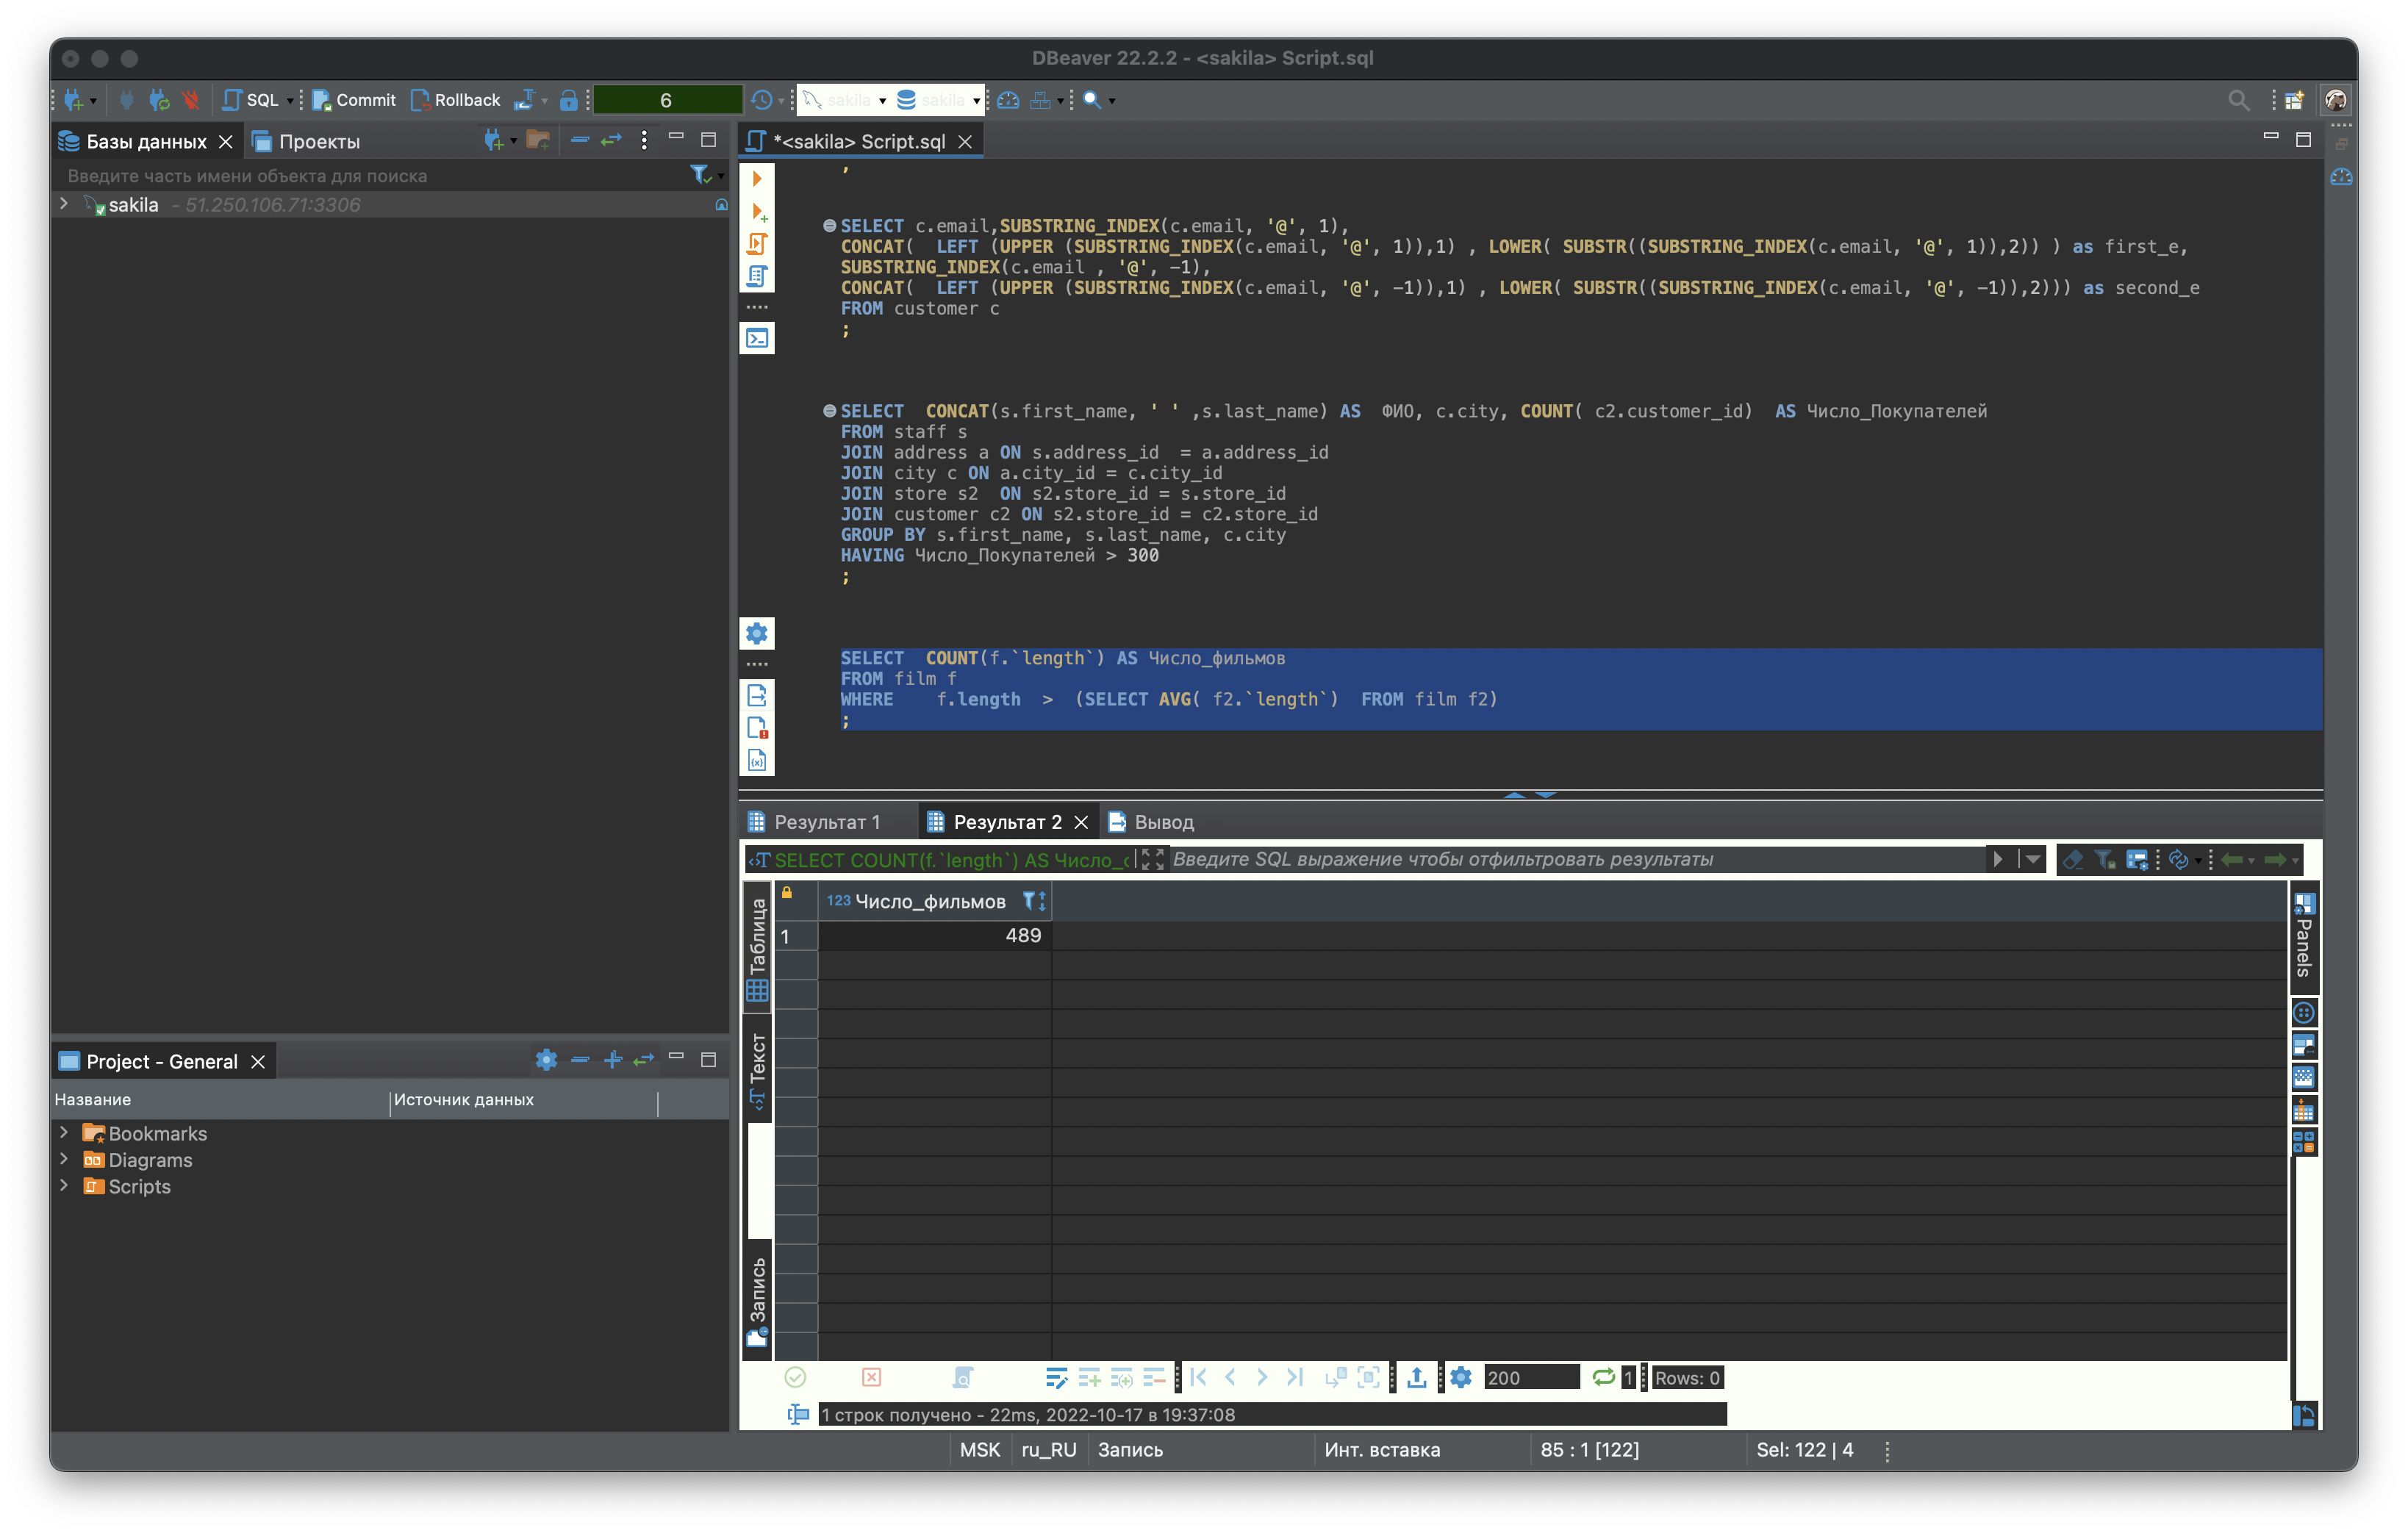 DBeaver 22.2.2 - <sakila> Script.sql
SQL Commit Rollback 6 sakila sakila
Базы данных Проекты
Введите часть имени объекта для поиска
sakila - 51.250.106.71:3306
*<sakila> Script.sql
;
SELECT c.email,SUBSTRING_INDEX(c.email, '@', 1),
CONCAT(  LEFT (UPPER (SUBSTRING_INDEX(c.email, '@', 1)),1) , LOWER( SUBSTR((SUBSTRING_INDEX(c.email, '@', 1)),2)) ) as first_e,
SUBSTRING_INDEX(c.email , '@', -1),
CONCAT(  LEFT (UPPER (SUBSTRING_INDEX(c.email, '@', -1)),1) , LOWER( SUBSTR((SUBSTRING_INDEX(c.email, '@', -1)),2))) as second_e
FROM customer c
;
SELECT  CONCAT(s.first_name, ' ' ,s.last_name) AS  ФИО, c.city, COUNT( c2.customer_id)  AS Число_Покупателей
FROM staff s
JOIN address a ON s.address_id  = a.address_id
JOIN city c ON a.city_id = c.city_id
JOIN store s2  ON s2.store_id = s.store_id
JOIN customer c2 ON s2.store_id = c2.store_id
GROUP BY s.first_name, s.last_name, c.city
HAVING Число_Покупателей > 300
;
SELECT  COUNT(f.`length`) AS Число_фильмов
FROM film f
WHERE    f.length  >  (SELECT AVG( f2.`length`)  FROM film f2)
;
Результат 1 Результат 2 Вывод
SELECT COUNT(f.`length`) AS Число_ Введите SQL выражение чтобы отфильтровать результаты
Таблица
Текст
Запись
123 Число_фильмов
1 489
Panels
200 1 Rows: 0
1 строк получено - 22ms, 2022-10-17 в 19:37:08
Project - General
Название Источник данных
Bookmarks
Diagrams
Scripts
MSK ru_RU Запись Инт. вставка 85 : 1 [122] Sel: 122 | 4